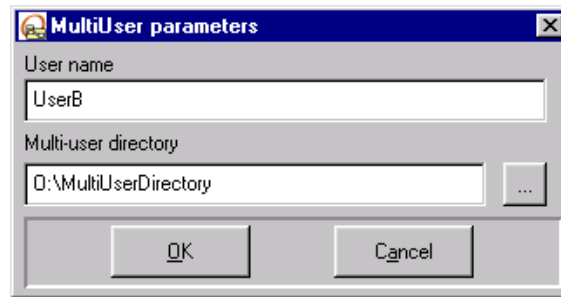 MultiUser parameters
User name
UserB
Multi-user directory
O:\MultiUserDirectory
...
OK
Cancel